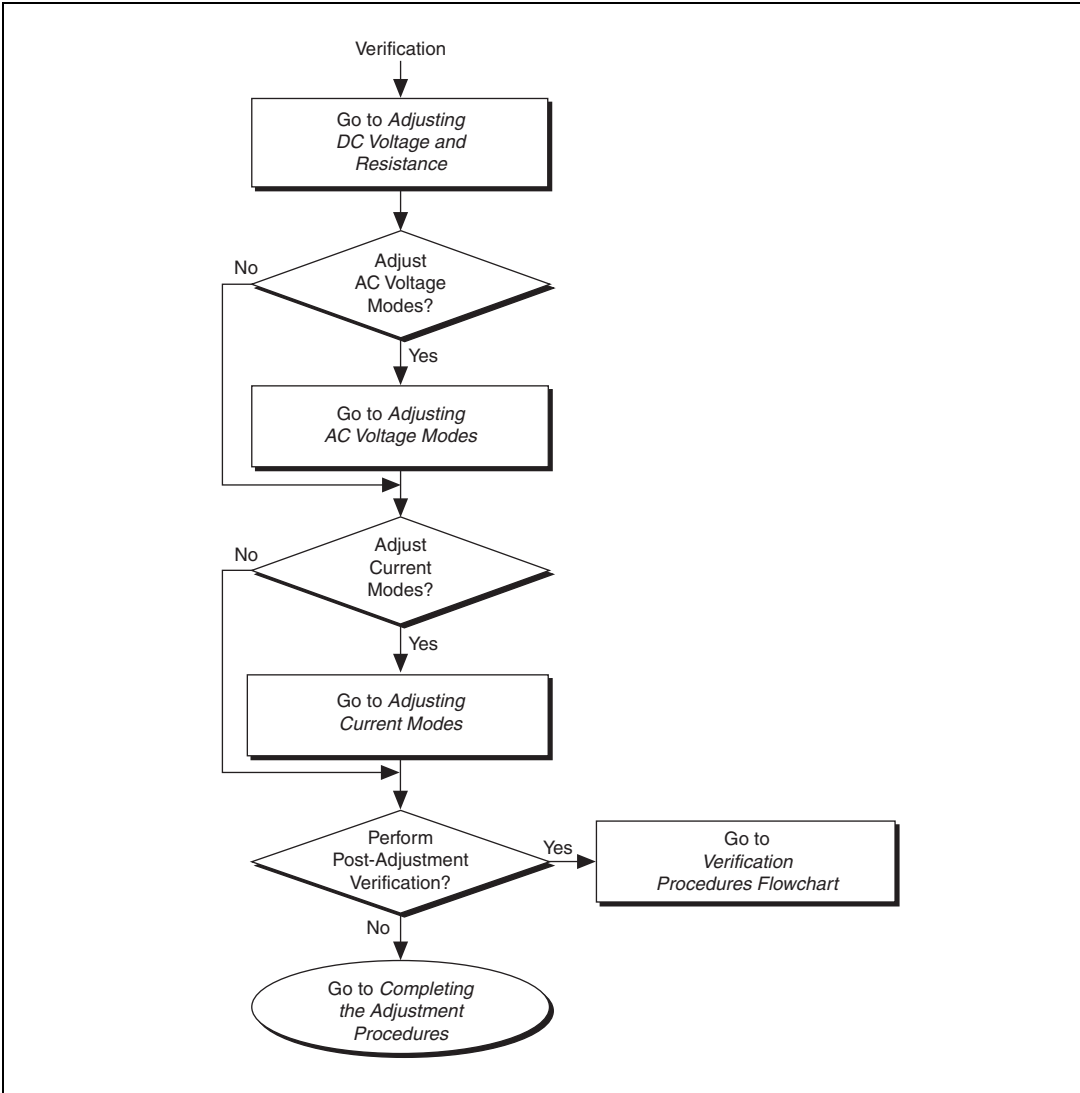 Verification
Go to Adjusting
DC Voltage and
Resistance
No
Adjust
AC Voltage
Modes?
Yes
Go to Adjusting
AC Voltage Modes
No
Adjust
Current
Modes?
Yes
Go to Adjusting
Current Modes
Perform
Post-Adjustment
Verification?
Yes
Go to
Verification
Procedures Flowchart
No
Go to Completing
the Adjustment
Procedures